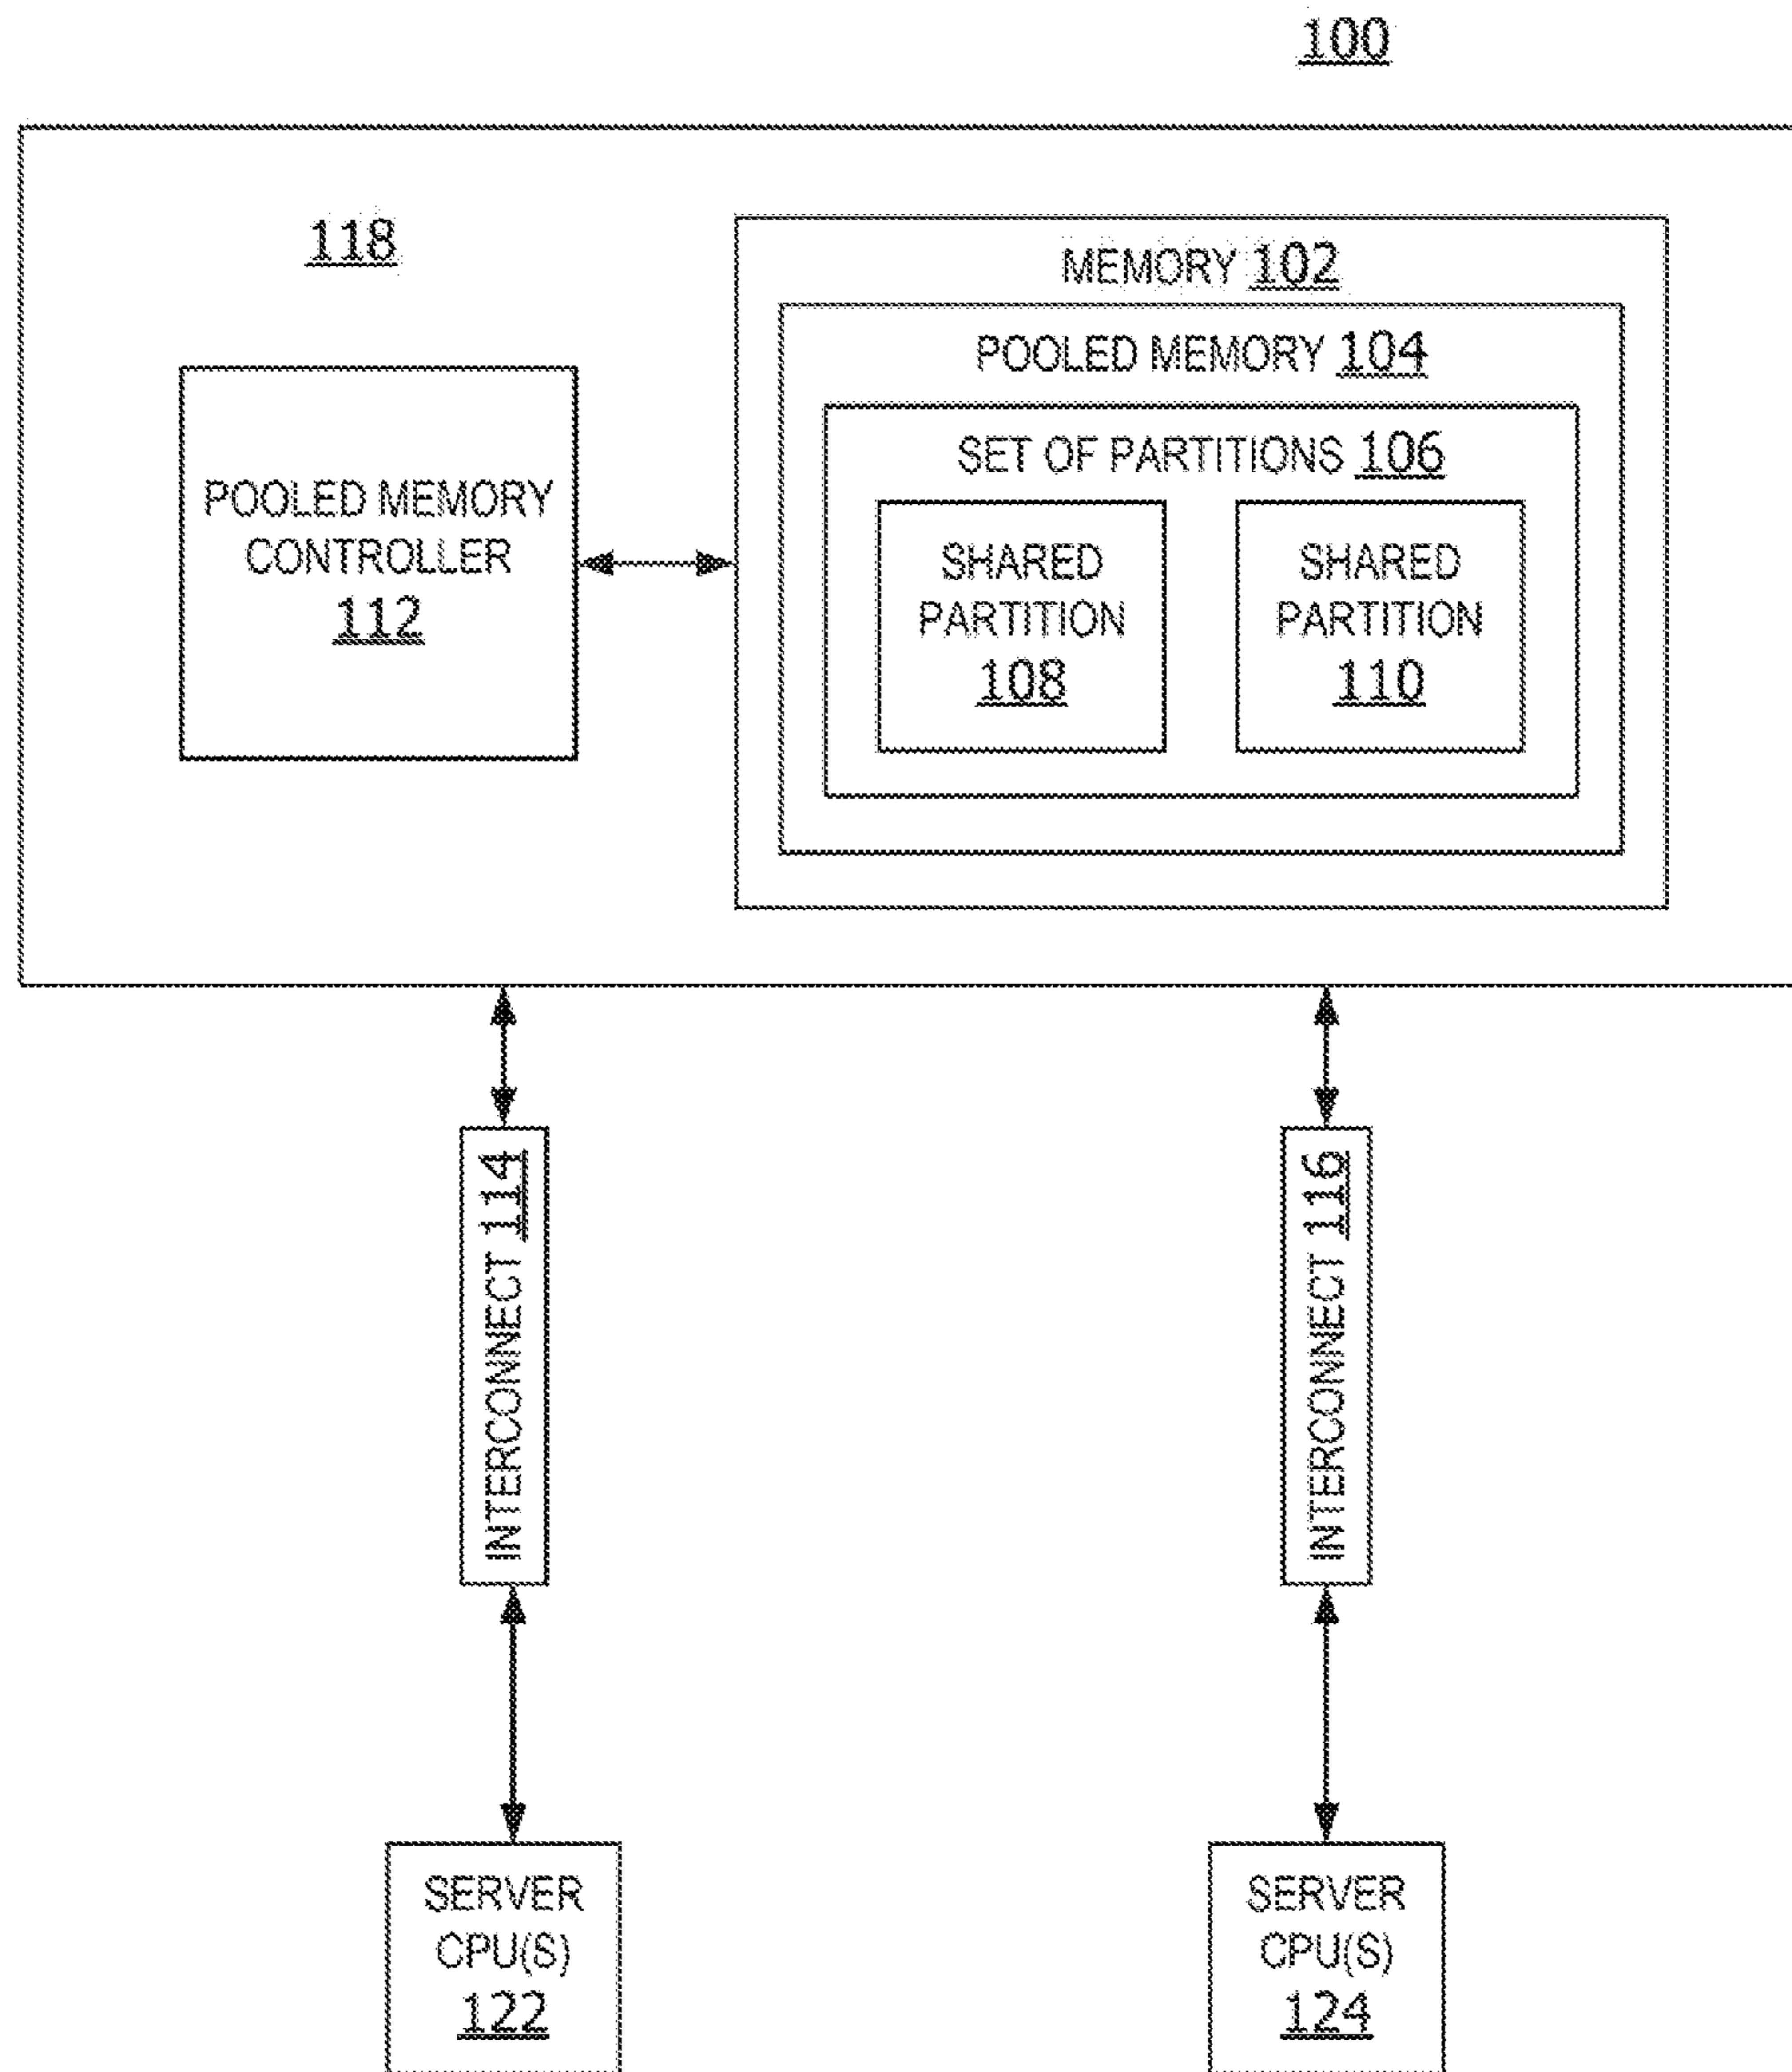 100
118
MEMORY 102
POOLED MEMORY 104
SET OF PARTITIONS 106
POOLED MEMORY
CONTROLLER
112
SHARED
PARTITION
108
SHARED
PARTITION
110
INTERCONNECT 114
INTERCONNECT 116
SERVER
CPU(S)
122
SERVER
CPU(S)
124